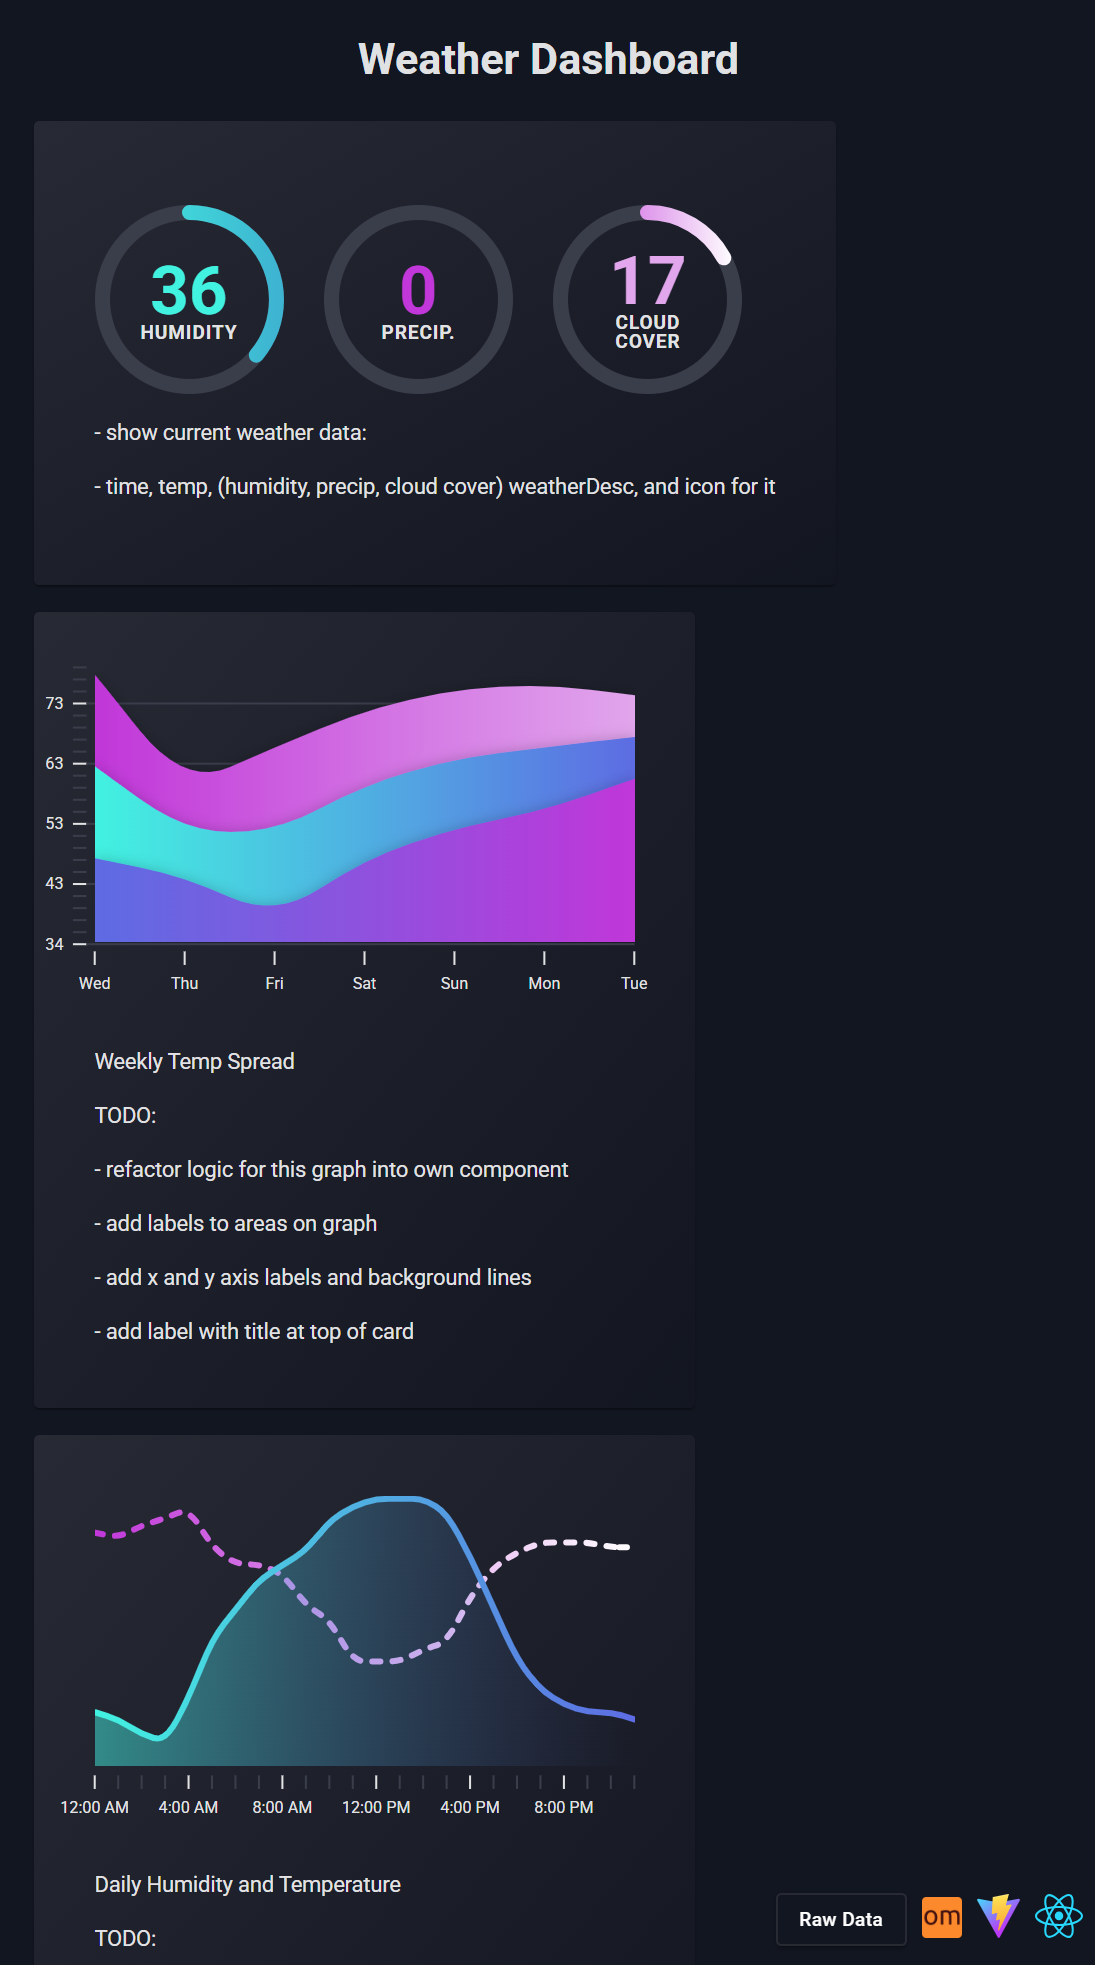 Weather Dashboard
36
HUMIDITY
0
PRECIP.
17
CLOUD
COVER
- show current weather data:
- time, temp, (humidity, precip, cloud cover) weatherDesc, and icon for it
73
63
53
43
34
Wed Thu Fri Sat Sun Mon Tue
Weekly Temp Spread
TODO:
- refactor logic for this graph into own component
- add labels to areas on graph
- add x and y axis labels and background lines
- add label with title at top of card
12:00 AM 4:00 AM 8:00 AM 12:00 PM 4:00 PM 8:00 PM
Daily Humidity and Temperature
TODO:
Raw Data
om